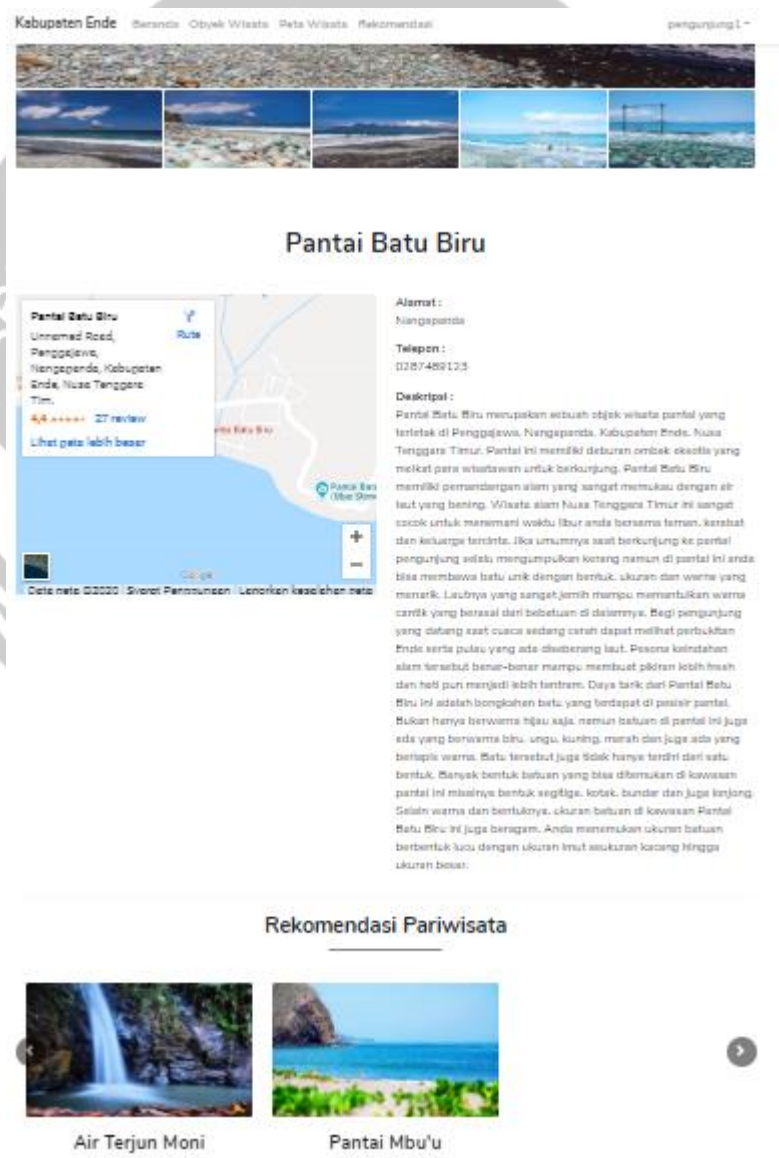 Kabupaten Ende Beranda Obyek Wisata Peta Wisata Rekomendasi pengunjung1
Pantai Batu Biru
Pantai Batu Biru
Rute
Unnamed Road,
Penggajawa,
Nangapanda, Kabupaten
Ende, Nusa Tenggara
Tim.
4,4 27 review
Lihat peta lebih besar
Pantai Batu Biru
Google
Data peta ©2020 Syarat Penggunaan Laporkan kesalahan peta
Alamat :
Nangapanda
Telepon :
0287489123
Deskripsi :
Pantai Batu Biru merupakan sebuah objek wisata pantai yang
terletak di Penggajawa, Nangapanda, Kabupaten Ende, Nusa
Tenggara Timur. Pantai ini memiliki deburan ombak eksotis yang
meikat para wisatawan untuk berkunjung. Pantai Batu Biru
memiliki pemandangan alam yang sangat memukau dengan air
laut yang bening. Wisata alam Nusa Tenggara Timur ini sangat
cocok untuk menemani waktu libur anda bersama teman, kerabat
dan keluarga tercinta. Jika umumnya saat berkunjung ke pantai
pengunjung selalu mengumpulkan kerang namun di pantai ini anda
bisa membawa batu unik dengan bentuk, ukuran dan warna yang
menarik. Lautnya yang sangat jernih mampu memantulkan warna
cantik yang berasal dari bebatuan di dalamnya. Bagi pengunjung
yang datang saat cuaca sedang cerah dapat melihat perbukitan
Ende serta pulau yang ada diseberang laut. Pesona keindahan
alam tersebut benar-benar mampu membuat pikiran lebih fresh
dan hati pun menjadi lebih tentram. Daya tarik dari Pantai Batu
Biru ini adalah bongkahan batu yang terdapat di pesisir pantai.
Bukan hanya berwarna hijau saja, namun batuan di pantai ini juga
ada yang berwarna biru, ungu, kuning, merah dan juga ada yang
berlapis warna. Batu tersebut juga tidak hanya terdiri dari satu
bentuk. Banyak bentuk batuan yang bisa ditemukan di kawasan
pantai ini misalnya bentuk segitiga, kotak, bundar dan juga lonjong.
Selain warna dan bentuknya, ukuran batuan di kawasan Pantai
Batu Biru ini juga beragam. Anda menemukan ukuran batuan
berbentuk lucu dengan ukuran imut seukuran kacang hingga
ukuran besar.
Rekomendasi Pariwisata
Air Terjun Moni
Pantai Mbu'u